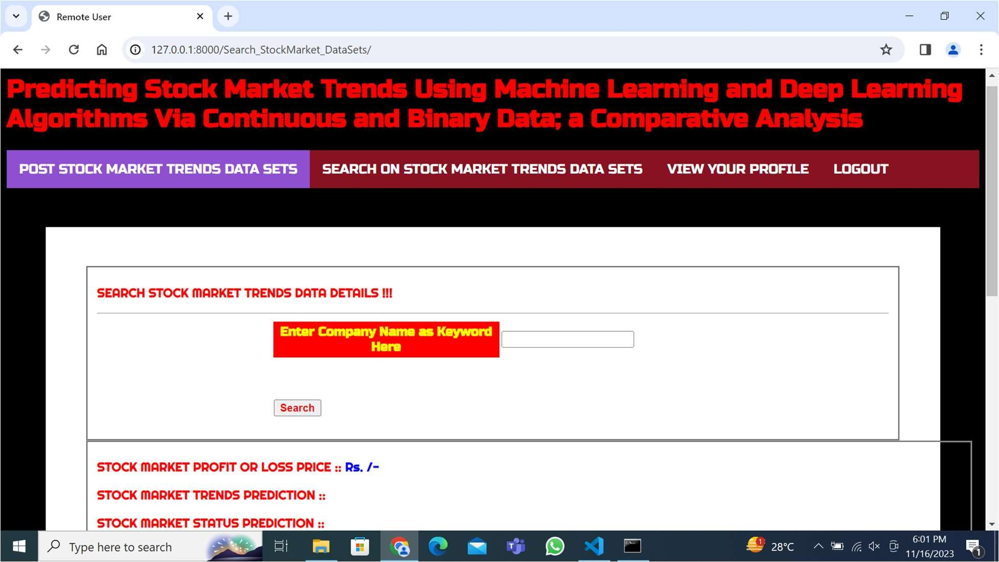 Remote User
127.0.0.1:8000/Search_StockMarket_DataSets/
Predicting Stock Market Trends Using Machine Learning and Deep Learning
Algorithms Via Continuous and Binary Data; a Comparative Analysis
POST STOCK MARKET TRENDS DATA SETS SEARCH ON STOCK MARKET TRENDS DATA SETS VIEW YOUR PROFILE LOGOUT
SEARCH STOCK MARKET TRENDS DATA DETAILS !!!
Enter Company Name as Keyword
Here
Search
STOCK MARKET PROFIT OR LOSS PRICE :: Rs. /-
STOCK MARKET TRENDS PREDICTION ::
STOCK MARKET STATUS PREDICTION ::
Type here to search
1
28°C
6:01 PM
11/16/2023
1